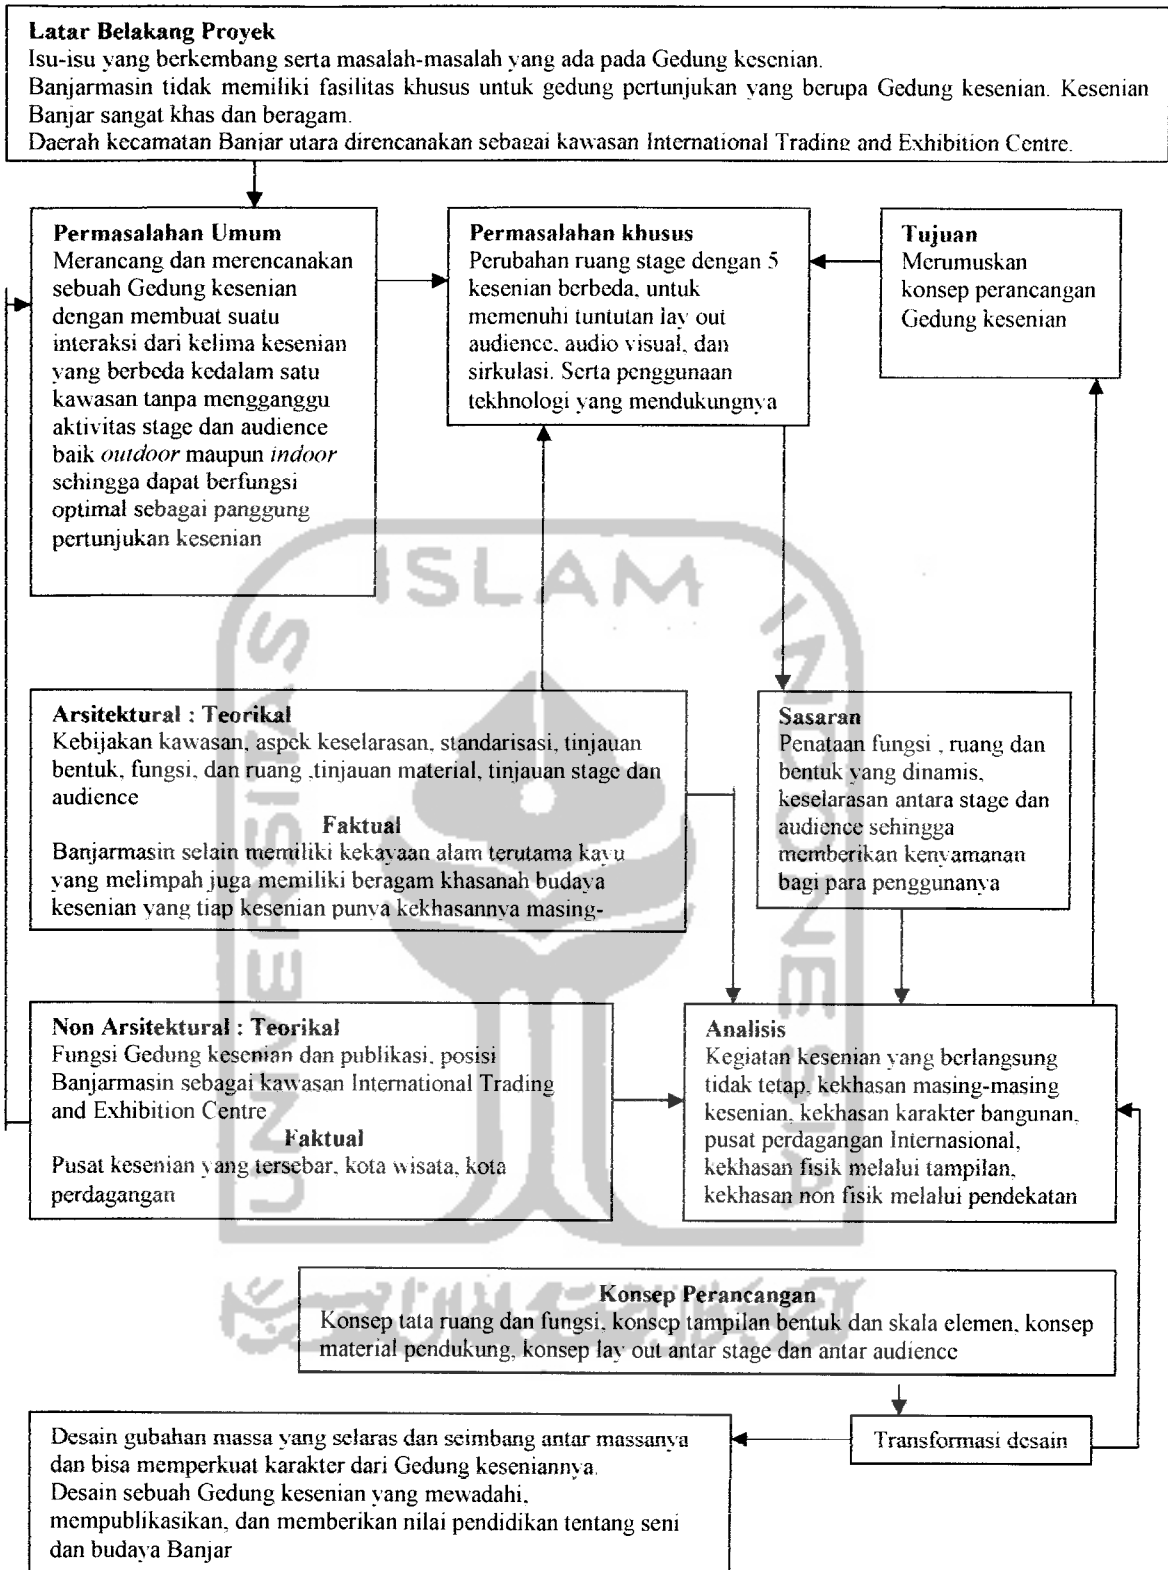 Latar Belakang Proyek
Isu-isu yang berkembang serta masalah-masalah yang ada pada Gedung kesenian.
Banjarmasin tidak memiliki fasilitas khusus untuk gedung pertunjukan yang berupa Gedung kesenian. Kesenian
Banjar sangat khas dan beragam.
Daerah kecamatan Banjar utara direncanakan sebagai kawasan International Trading and Exhibition Centre.
Permasalahan Umum
Merancang dan merencanakan
sebuah Gedung kesenian
dengan membuat suatu
interaksi dari kelima kesenian
yang berbeda kedalam satu
kawasan tanpa mengganggu
aktivitas stage dan audience
baik outdoor maupun indoor
sehingga dapat berfungsi
optimal sebagai panggung
pertunjukan kesenian
Permasalahan khusus
Perubahan ruang stage dengan 5
kesenian berbeda, untuk
memenuhi tuntutan lay out
audience, audio visual, dan
sirkulasi. Serta penggunaan
tekhnologi yang mendukungnya
Tujuan
Merumuskan
konsep perancangan
Gedung kesenian
Arsitektural : Teorikal
Kebijakan kawasan, aspek keselarasan, standarisasi, tinjauan
bentuk, fungsi, dan ruang ,tinjauan material, tinjauan stage dan
audience
Faktual
Banjarmasin selain memiliki kekayaan alam terutama kayu
yang melimpah juga memiliki beragam khasanah budaya
kesenian yang tiap kesenian punya kekhasannya masing-
Sasaran
Penataan fungsi , ruang dan
bentuk yang dinamis,
keselarasan antara stage dan
audience sehingga
memberikan kenyamanan
bagi para penggunanya
Non Arsitektural : Teorikal
Fungsi Gedung kesenian dan publikasi, posisi
Banjarmasin sebagai kawasan International Trading
and Exhibition Centre
Faktual
Pusat kesenian yang tersebar, kota wisata, kota
perdagangan
Analisis
Kegiatan kesenian yang berlangsung
tidak tetap, kekhasan masing-masing
kesenian, kekhasan karakter bangunan,
pusat perdagangan Internasional,
kekhasan fisik melalui tampilan,
kekhasan non fisik melalui pendekatan
Konsep Perancangan
Konsep tata ruang dan fungsi, konsep tampilan bentuk dan skala elemen, konsep
material pendukung, konsep lay out antar stage dan antar audience
Transformasi desain
Desain gubahan massa yang selaras dan seimbang antar massanya
dan bisa memperkuat karakter dari Gedung keseniannya.
Desain sebuah Gedung kesenian yang mewadahi,
mempublikasikan, dan memberikan nilai pendidikan tentang seni
dan budaya Banjar
UNIVERSITAS ISLAM INDONESIA